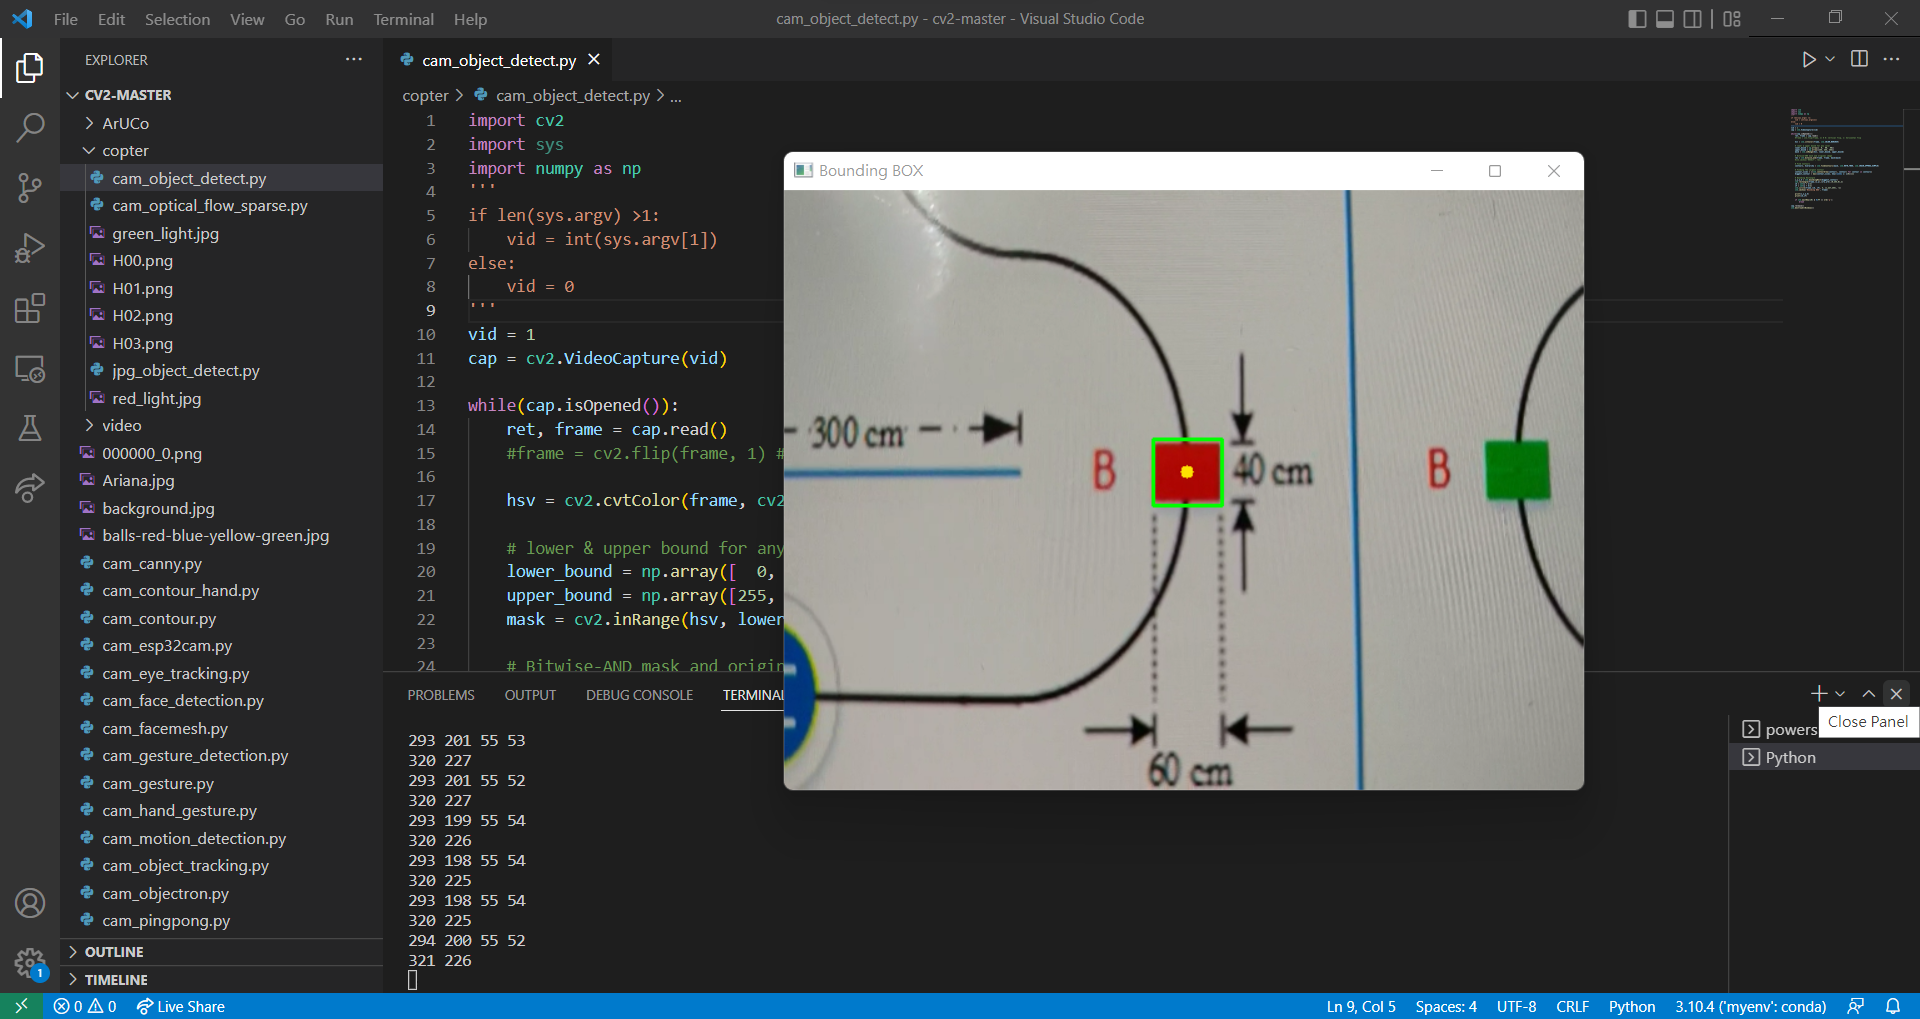 File Edit Selection View Go Run Terminal Help
cam_object_detect.py - cv2-master - Visual Studio Code
EXPLORER
CV2-MASTER
ArUCo
copter
cam_object_detect.py
cam_optical_flow_sparse.py
green_light.jpg
H00.png
H01.png
H02.png
H03.png
jpg_object_detect.py
red_light.jpg
video
000000_0.png
Ariana.jpg
background.jpg
balls-red-blue-yellow-green.jpg
cam_canny.py
cam_contour_hand.py
cam_contour.py
cam_esp32cam.py
cam_eye_tracking.py
cam_face_detection.py
cam_facemesh.py
cam_gesture_detection.py
cam_gesture.py
cam_hand_gesture.py
cam_motion_detection.py
cam_object_tracking.py
cam_objectron.py
cam_pingpong.py
OUTLINE
TIMELINE
cam_object_detect.py
copter > cam_object_detect.py > ...
1 import cv2
2 import sys
3 import numpy as np
4 '''
5 if len(sys.argv) >1:
6 vid = int(sys.argv[1])
7 else:
8 vid = 0
9 '''
10 vid = 1
11 cap = cv2.VideoCapture(vid)
12
13 while(cap.isOpened()):
14 ret, frame = cap.read()
15 #frame = cv2.flip(frame, 1) #
16
17 hsv = cv2.cvtColor(frame, cv2
18
19 # lower & upper bound for any
20 lower_bound = np.array([ 0,
21 upper_bound = np.array([255,
22 mask = cv2.inRange(hsv, lower
23
24 # Bitwise-AND mask and origin
Bounding BOX
300 cm
B
40 cm
B
60 cm
PROBLEMS OUTPUT DEBUG CONSOLE TERMINAL
293 201 55 53
320 227
293 201 55 52
320 227
293 199 55 54
320 226
293 198 55 54
320 225
293 198 55 54
320 225
294 200 55 52
321 226
Close Panel
powers
Python
1
0 0 Live Share
Ln 9, Col 5 Spaces: 4 UTF-8 CRLF Python 3.10.4 ('myenv': conda)